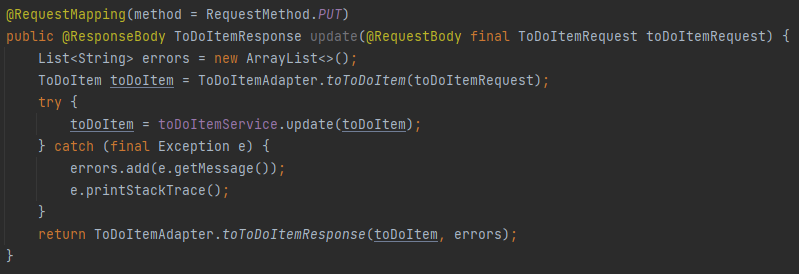 @RequestMapping(method = RequestMethod.PUT)
public @ResponseBody ToDoItemResponse update(@RequestBody final ToDoItemRequest toDoItemRequest) {
    List<String> errors = new ArrayList<>();
    ToDoItem toDoItem = ToDoItemAdapter.toToDoItem(toDoItemRequest);
    try {
        toDoItem = toDoItemService.update(toDoItem);
    } catch (final Exception e) {
        errors.add(e.getMessage());
        e.printStackTrace();
    }
    return ToDoItemAdapter.toToDoItemResponse(toDoItem, errors);
}